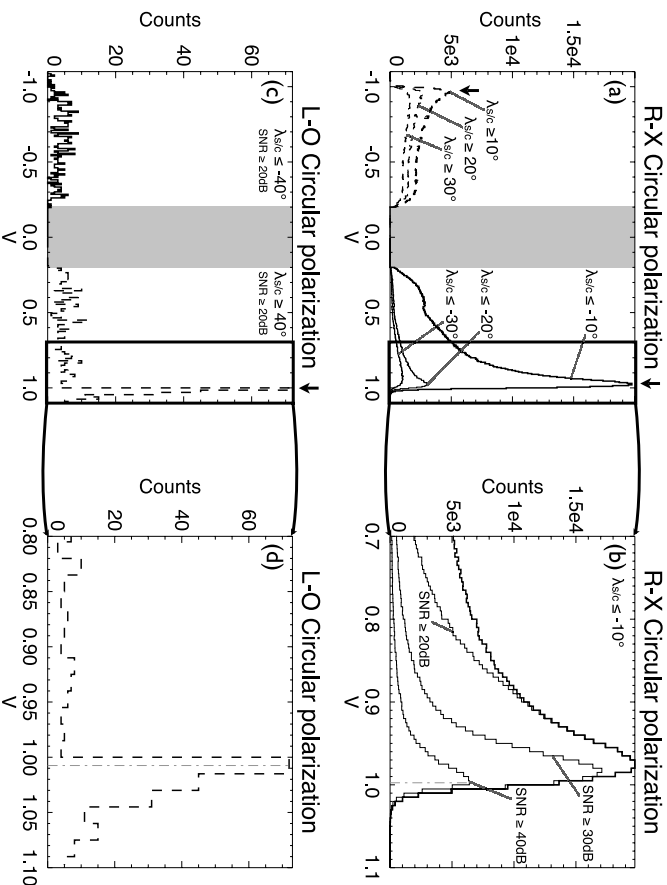 R-X Circular polarization
(a)
Counts
0
5e3
1e4
1.5e4
λs/c ≥10°
λs/c ≥ 20°
λs/c ≥ 30°
λs/c ≤ -10°
λs/c ≤ -20°
λs/c ≤ -30°
-1.0
-0.5
0.0
0.5
1.0
V
R-X Circular polarization
(b)
λs/c ≤ -10°
Counts
0
5e3
1e4
1.5e4
SNR ≥ 20dB
SNR ≥ 30dB
SNR ≥ 40dB
0.7
0.8
0.9
1.0
1.1
V
L-O Circular polarization
(c)
Counts
0
20
40
60
λs/c ≤ -40°
SNR ≥ 20dB
λs/c ≥ 40°
SNR ≥ 20dB
-1.0
-0.5
0.0
0.5
1.0
V
L-O Circular polarization
(d)
Counts
0
20
40
60
0.80
0.85
0.90
0.95
1.00
1.05
1.10
V